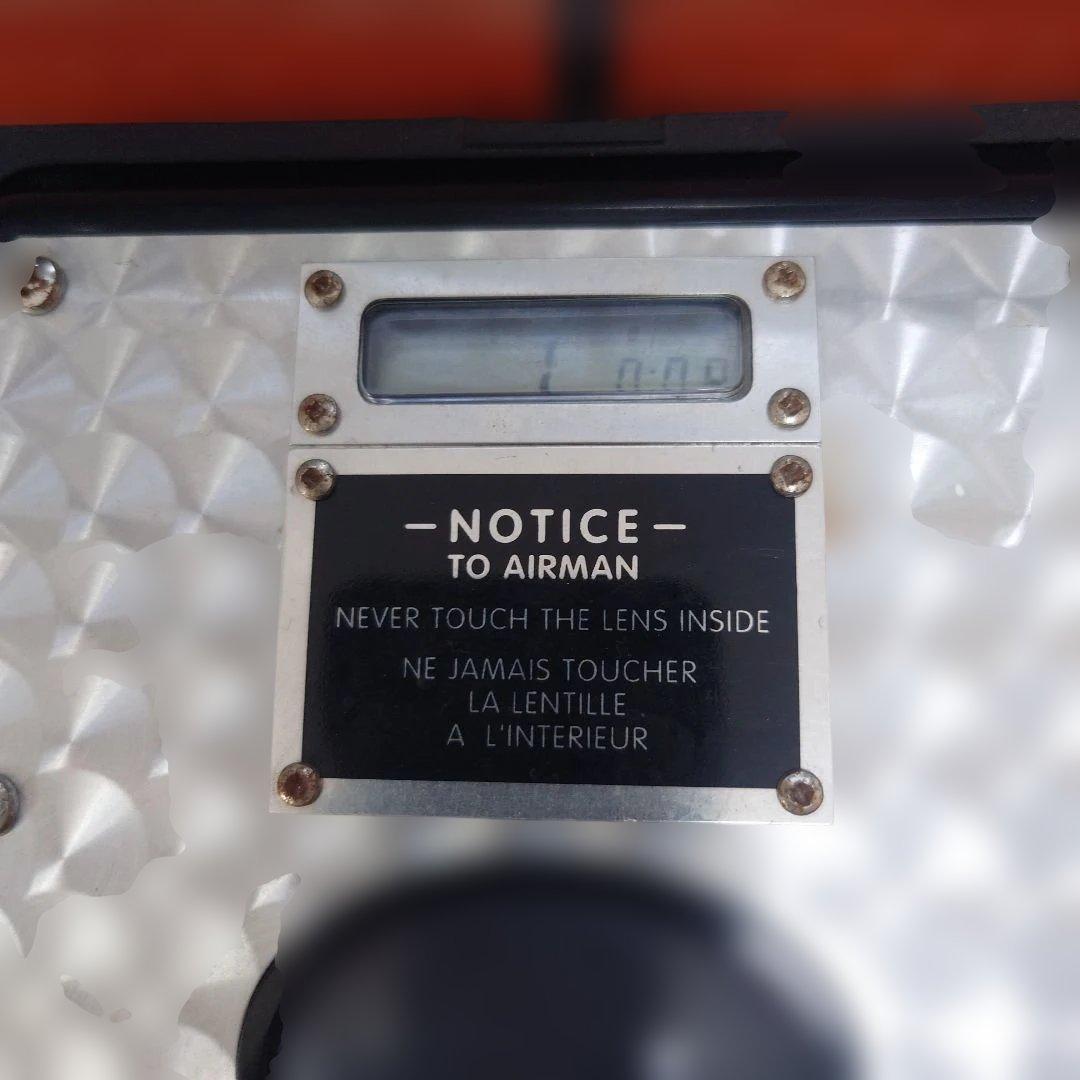 — NOTICE —
TO AIRMAN
NEVER TOUCH THE LENS INSIDE
NE JAMAIS TOUCHER
LA LENTILLE
A L'INTERIEUR